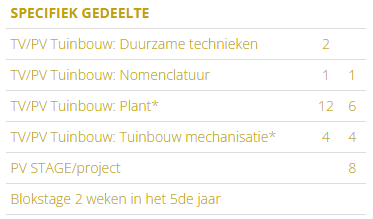 SPECIFIEK GEDEELTE
TV/PV Tuinbouw: Duurzame technieken 2
TV/PV Tuinbouw: Nomenclatuur 1 1
TV/PV Tuinbouw: Plant* 12 6
TV/PV Tuinbouw: Tuinbouw mechanisatie* 4 4
PV STAGE/project 8
Blokstage 2 weken in het 5de jaar